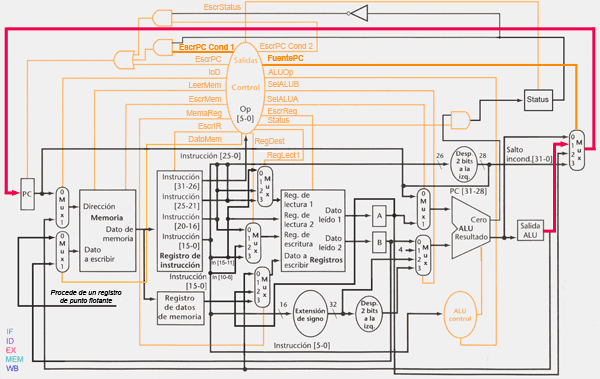 EscrStatus
EscrPC Cond 1
EscrPC Cond 2
Salidas
EscrPC
FuentePC
IoD
ALUOp
LeerMem
Control
SelALUB
EscrMem
SelALUA
MemaReg
Op
[5-0]
EscrReg
Status
EscrIR
RegDest
DatoMem
RegLect1
Status
Instrucción [25-0]
26
28
Desp.
2 bits
a la
izq.
Salto
incond.[31-0]
0
1
2
3
Mux
PC [31-28]
PC
0
Mux
1
Dirección
Memoria
Dato de
memoria
Dato
a escribir
0
Mux
1
Instrucción
[31-26]
Instrucción
[25-21]
Instrucción
[20-16]
Instrucción
[15-0]
Registro de
instrucción
In [15-11]
In [10-6]
Instrucción
[15-0]
Registro
de datos
de memoria
0
1
2
3
Mux
0
1
2
3
Mux
0
1
2
3
Mux
Reg. de
lectura 1
Reg. de
lectura 2
Reg. de
escritura
Dato a
escribir
Dato
leído 1
Dato
leído 2
Registros
A
B
4
0
1
2
Mux
0
1
2
3
Mux
Cero
ALU
Resultado
Salida
ALU
Procede de un registro
de punto flotante
16
Extensión
de signo
32
Desp.
2 bits
a la
izq.
ALU
control
Instrucción [5-0]
IF
ID
EX
MEM
WB